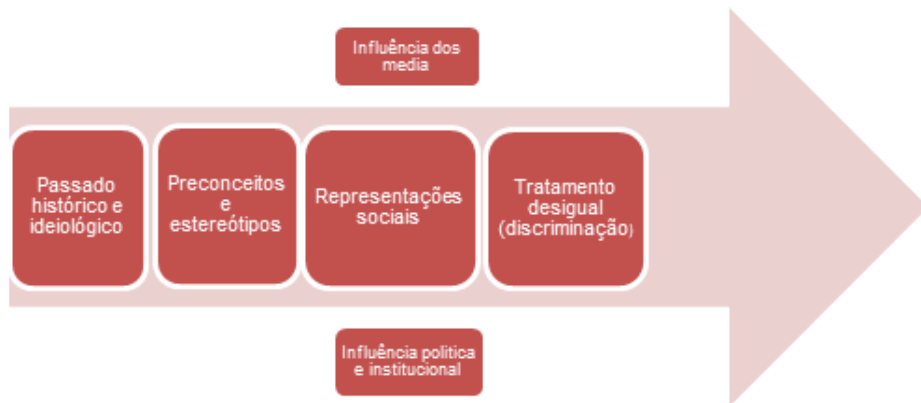 Influência dos
media
Passado
histórico e
ideiológico
Preconceitos
e
estereótipos
Representações
sociais
Tratamento
desigual
(discriminação)
Influência politica
e institucional